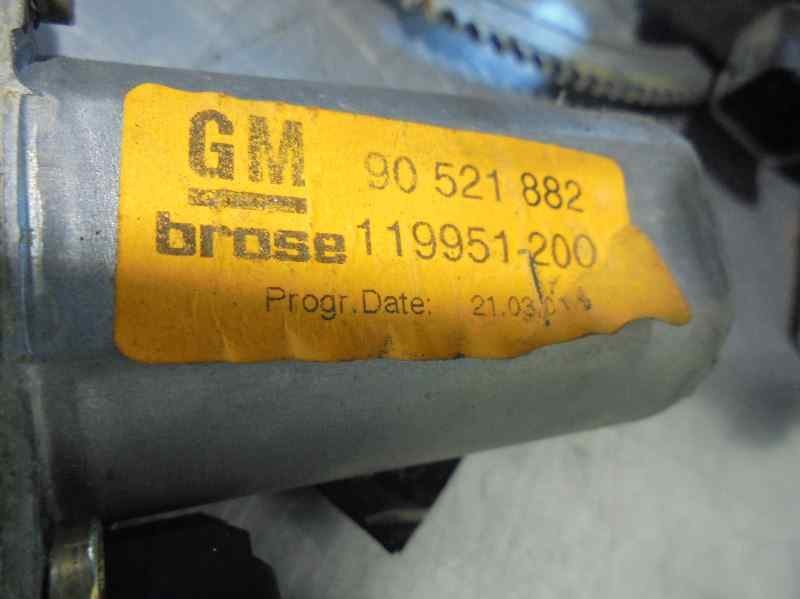 GM 90 521 882
brose 119951-200
Progr.Date: 21.03